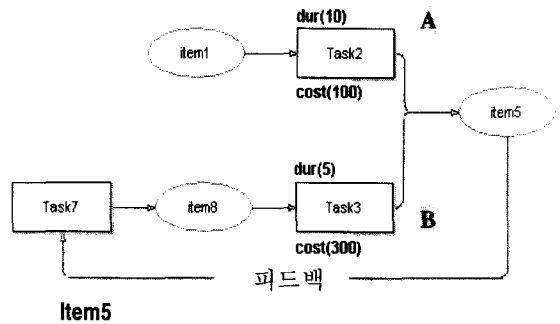 dur(10)
A
item1
Task2
cost(100)
item5
dur(5)
Task7
item8
Task3
B
cost(300)
피드백
Item5